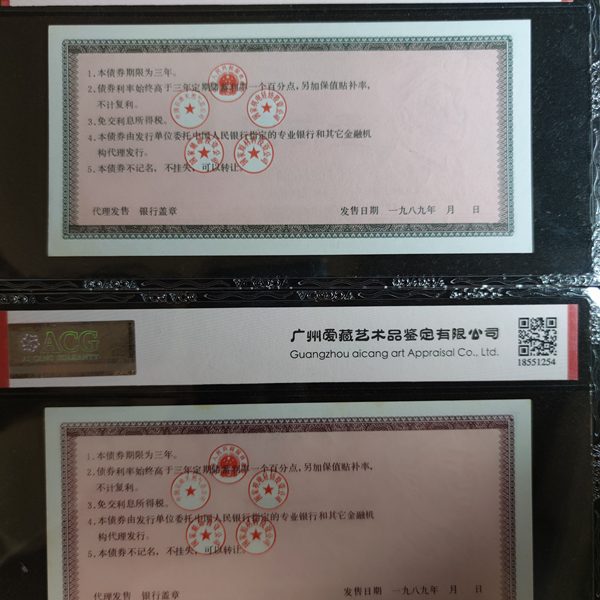 1. 本债券期限为三年。
2. 债券利率始终高于三年定期储蓄利率一个百分点，另加保值贴补率，
不计复利。
3. 免交利息所得税。
4. 本债券由发行单位委托中国人民银行指定的专业银行和其它金融机
构代理发行。
5. 本债券不记名，不挂失，可以转让。
代理发售 银行盖章
发售日期 一九八九年 月 日
ACG
AICANG GUARANTY
广州爱藏艺术品鉴定有限公司
Guangzhou aicang art Appraisal Co., Ltd.
18551254
1. 本债券期限为三年。
2. 债券利率始终高于三年定期储蓄利率一个百分点，另加保值贴补率，
不计复利。
3. 免交利息所得税。
4. 本债券由发行单位委托中国人民银行指定的专业银行和其它金融机
构代理发行。
5. 本债券不记名，不挂失，可以转让
代理发售 银行盖章
发售日期 一九八九年 月 日